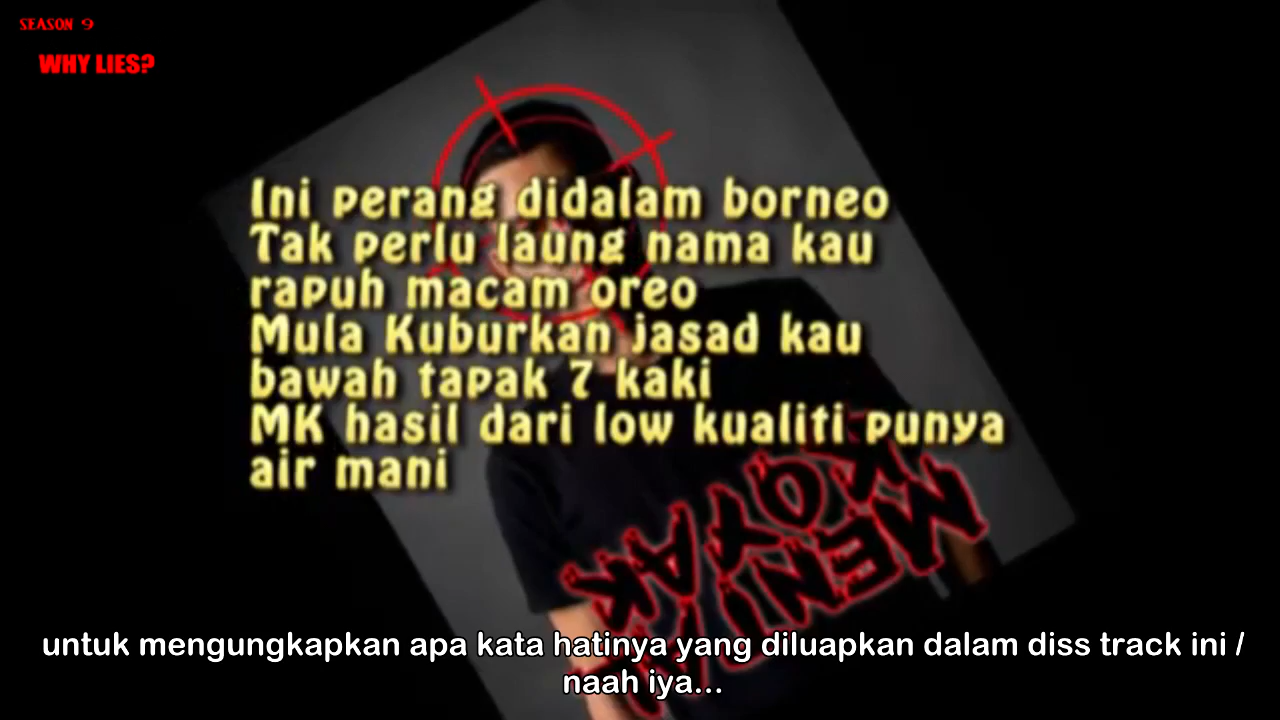 SEASON 9
WHY LIES?
Ini perang didalam borneo
Tak perlu laung nama kau
rapuh macam oreo
Mula Kuburkan jasad kau
bawah tapak 7 kaki
MK hasil dari low kualiti punya
air mani
untuk mengungkapkan apa kata hatinya yang diluapkan dalam diss track ini /
naah iya...